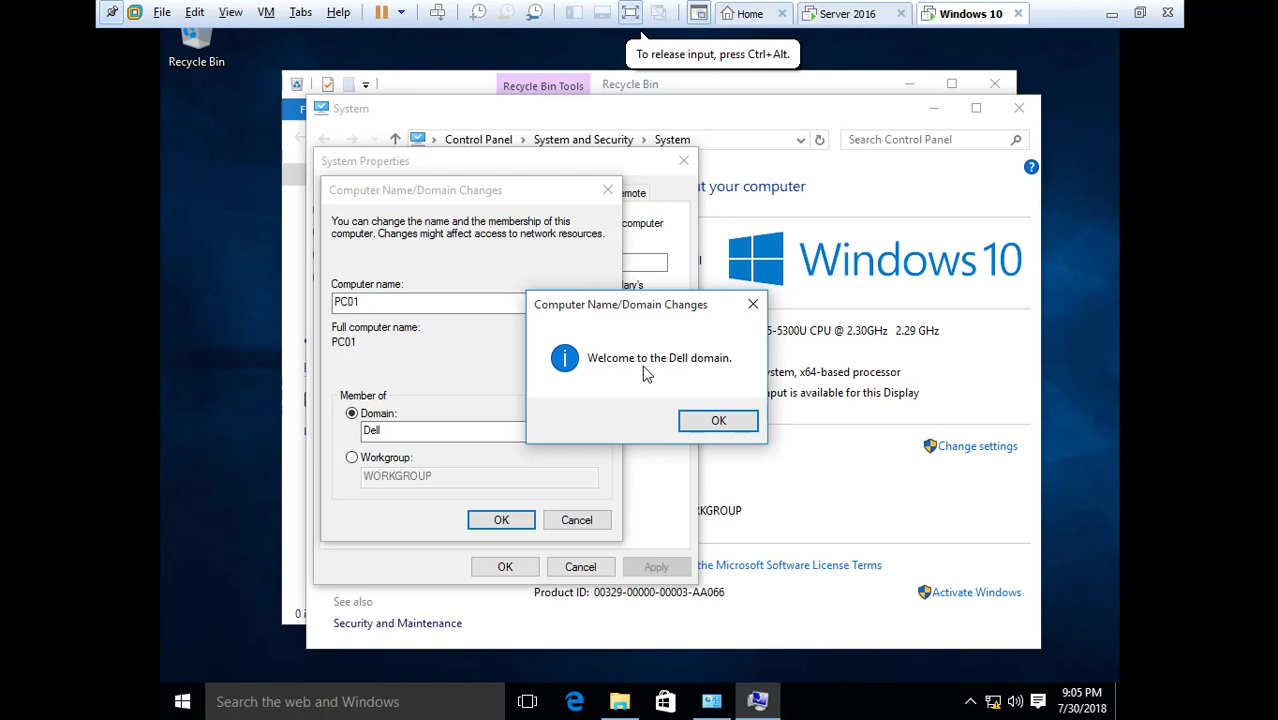 File Edit View VM Tabs Help
Home
Server 2016
Windows 10
To release input, press Ctrl+Alt.
Recycle Bin
Recycle Bin Tools
Recycle Bin
F
System
Control Panel
System and Security
System
Search Control Panel
System Properties
Computer Name/Domain Changes
emote
ut your computer
You can change the name and the membership of this
computer. Changes might affect access to network resources.
computer
Windows 10
Computer name:
PC01
ary's
Full computer name:
PC01
Computer Name/Domain Changes
Welcome to the Dell domain.
OK
-5300U CPU @ 2.30GHz 2.29 GHz
stem, x64-based processor
nput is available for this Display
Member of
Domain:
Dell
Workgroup:
WORKGROUP
Change settings
RKGROUP
OK
Cancel
OK
Cancel
Apply
the Microsoft Software License Terms
Product ID: 00329-00000-00003-AA066
Activate Windows
See also
Security and Maintenance
0 i
Search the web and Windows
9:05 PM
7/30/2018